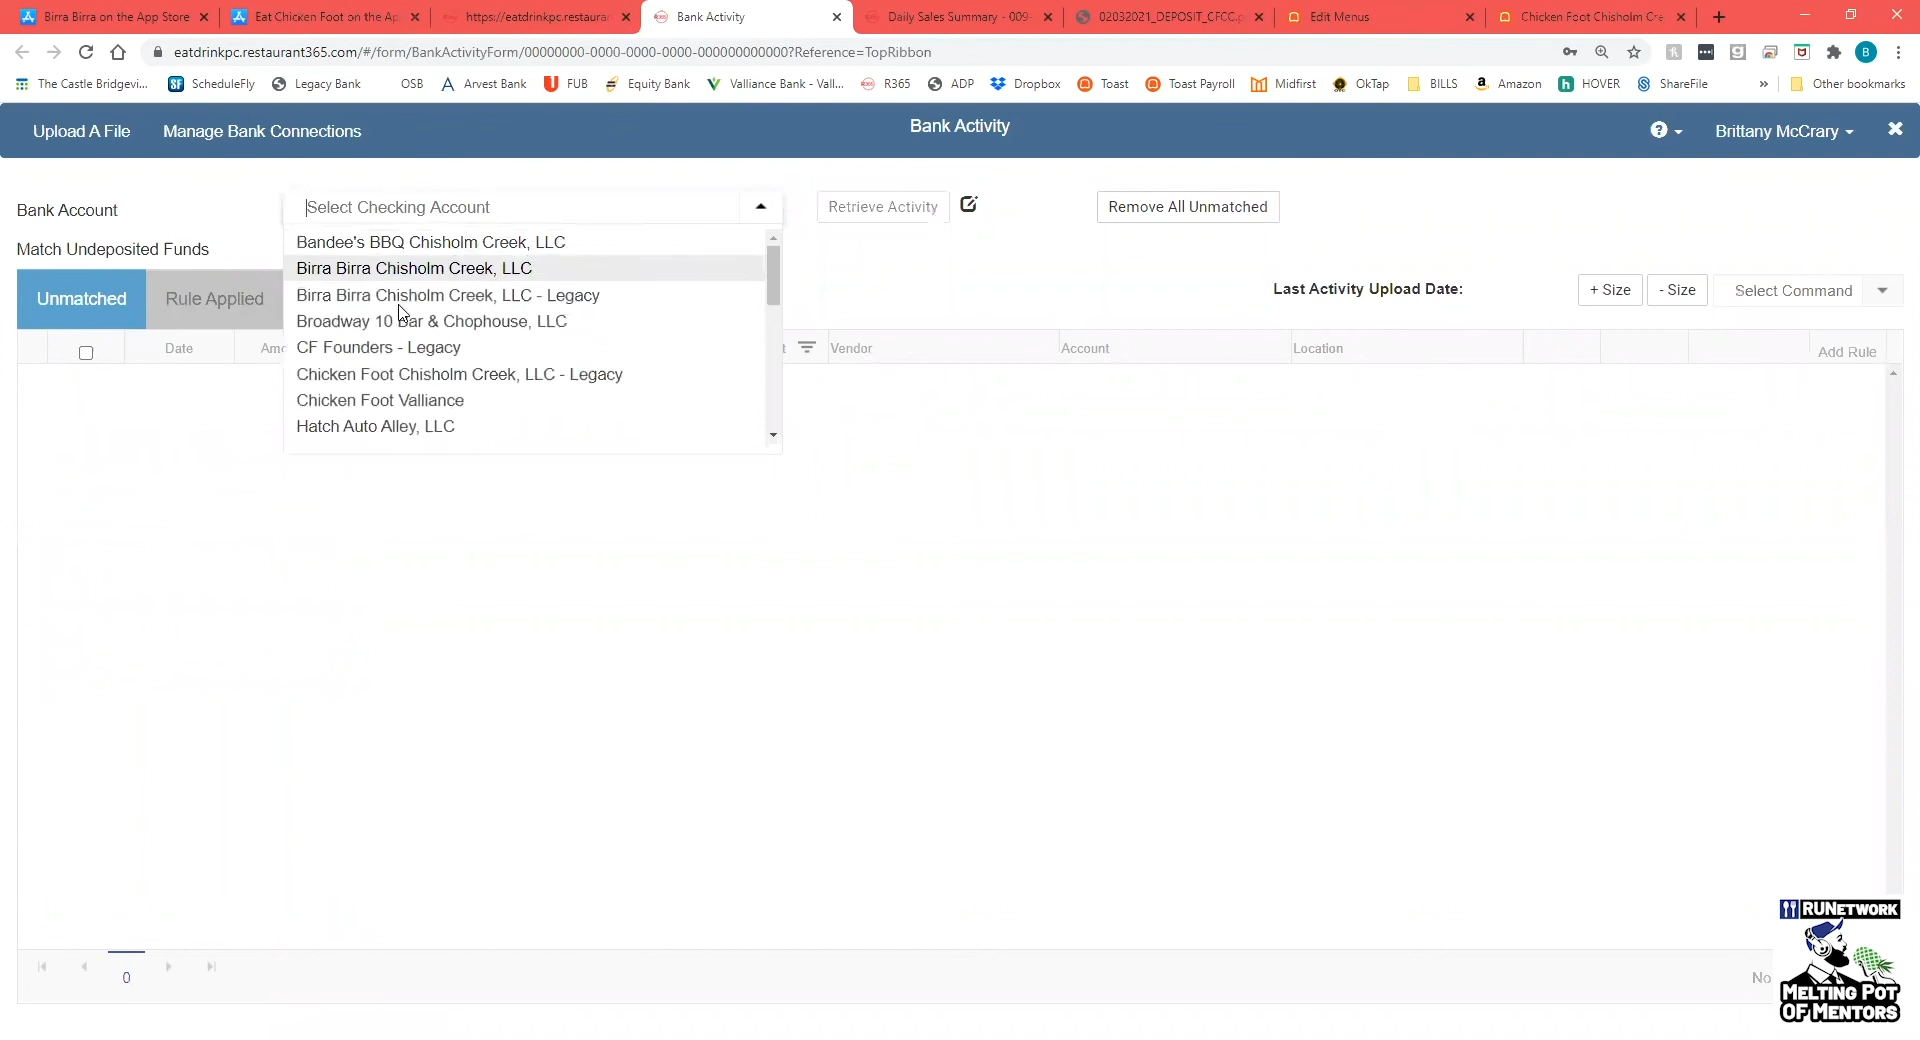 Birra Birra on the App Store
Eat Chicken Foot on the Ap
https://eatdrinkpc.restaurar
Bank Activity
Daily Sales Summary - 009-
02032021_DEPOSIT_CFCC.p
Edit Menus
Chicken Foot Chisholm Cre
eatdrinkpc.restaurant365.com/#/form/BankActivityForm/00000000-0000-0000-0000-000000000000?Reference=TopRibbon
B
The Castle Bridgevi...
SF ScheduleFly
Legacy Bank
OSB
Arvest Bank
FUB
Equity Bank
Valliance Bank - Vall...
R365
ADP
Dropbox
Toast
Toast Payroll
Midfirst
OkTap
BILLS
Amazon
HOVER
ShareFile
»
Other bookmarks
Upload A File
Manage Bank Connections
Bank Activity
?
Brittany McCrary
Bank Account
Select Checking Account
Retrieve Activity
Remove All Unmatched
Match Undeposited Funds
Bandee's BBQ Chisholm Creek, LLC
Birra Birra Chisholm Creek, LLC
Birra Birra Chisholm Creek, LLC - Legacy
Broadway 10 Bar & Chophouse, LLC
CF Founders - Legacy
Chicken Foot Chisholm Creek, LLC - Legacy
Chicken Foot Valliance
Hatch Auto Alley, LLC
Unmatched
Rule Applied
Last Activity Upload Date:
+ Size
- Size
Select Command
Date
Amo
t
Vendor
Account
Location
Add Rule
0
No
RUNetwork
MELTING POT
OF MENTORS